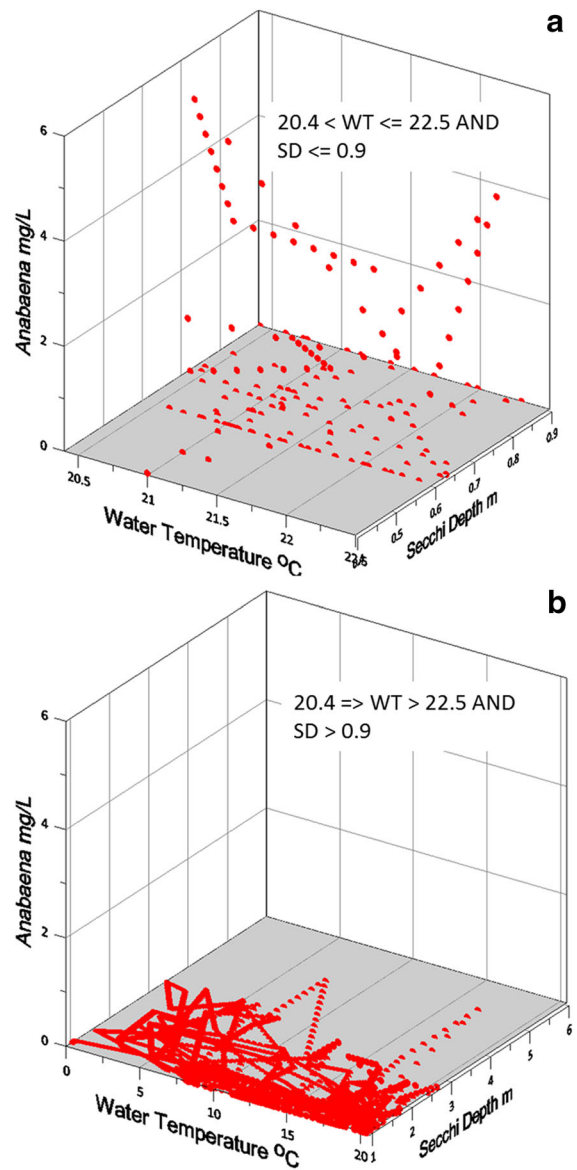 a
20.4 < WT <= 22.5 AND
SD <= 0.9
6
4
2
0
Anabaena mg/L
20.5
21
21.5
22
Water Temperature ºC
0.5
0.6
0.7
0.8
0.9
Secchi Depth m
b
20.4 => WT > 22.5 AND
SD > 0.9
6
4
2
0
Anabaena mg/L
0
5
10
15
20
Water Temperature ºC
1
2
3
4
5
6
Secchi Depth m